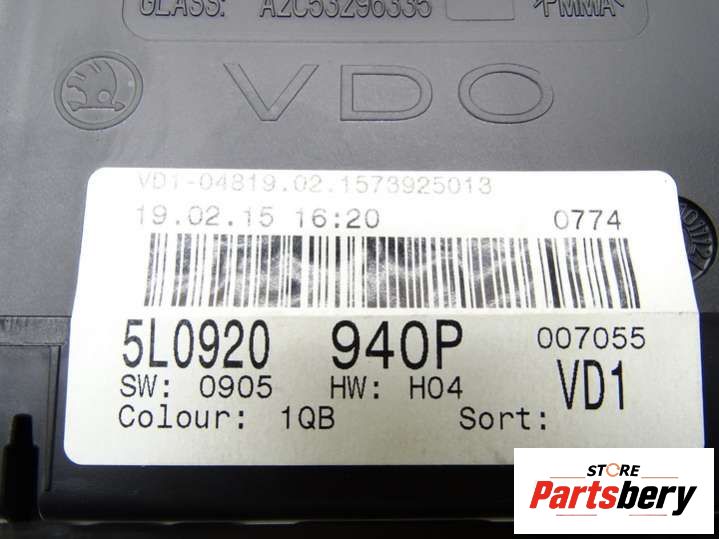 GLASS: A2C53296335 >PMMA<
VDO
VD1-04819.02.1573925013
19.02.15 16:20 0774
5L0920 940P 007055
SW: 0905 HW: H04 VD1
Colour: 1QB Sort:
STORE
Partsbery